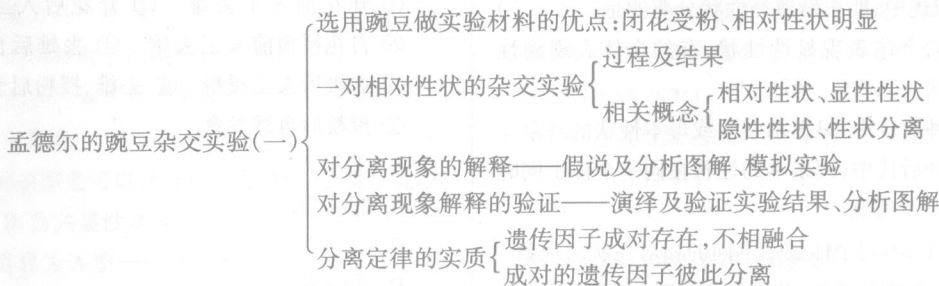 选用豌豆做实验材料的优点:闭花受粉、相对性状明显
一对相对性状的杂交实验
过程及结果
相关概念
相对性状、显性性状
隐性性状、性状分离
孟德尔的豌豆杂交实验(一)
对分离现象的解释——假说及分析图解、模拟实验
对分离现象解释的验证——演绎及验证实验结果、分析图解
分离定律的实质
遗传因子成对存在,不相融合
成对的遗传因子彼此分离